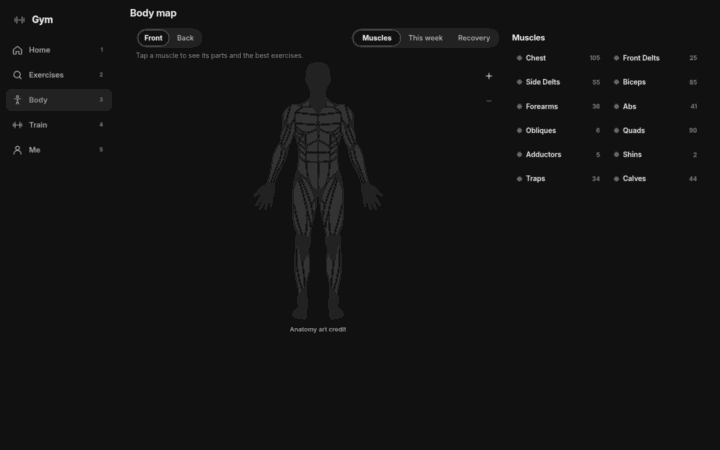 Gym
Home 1
Exercises 2
Body 3
Train 4
Me 5
Body map
Front Back
Muscles This week Recovery
Tap a muscle to see its parts and the best exercises.
+
−
Anatomy art credit
Muscles
Chest 105 Front Delts 25
Side Delts 55 Biceps 85
Forearms 36 Abs 41
Obliques 6 Quads 90
Adductors 5 Shins 2
Traps 34 Calves 44